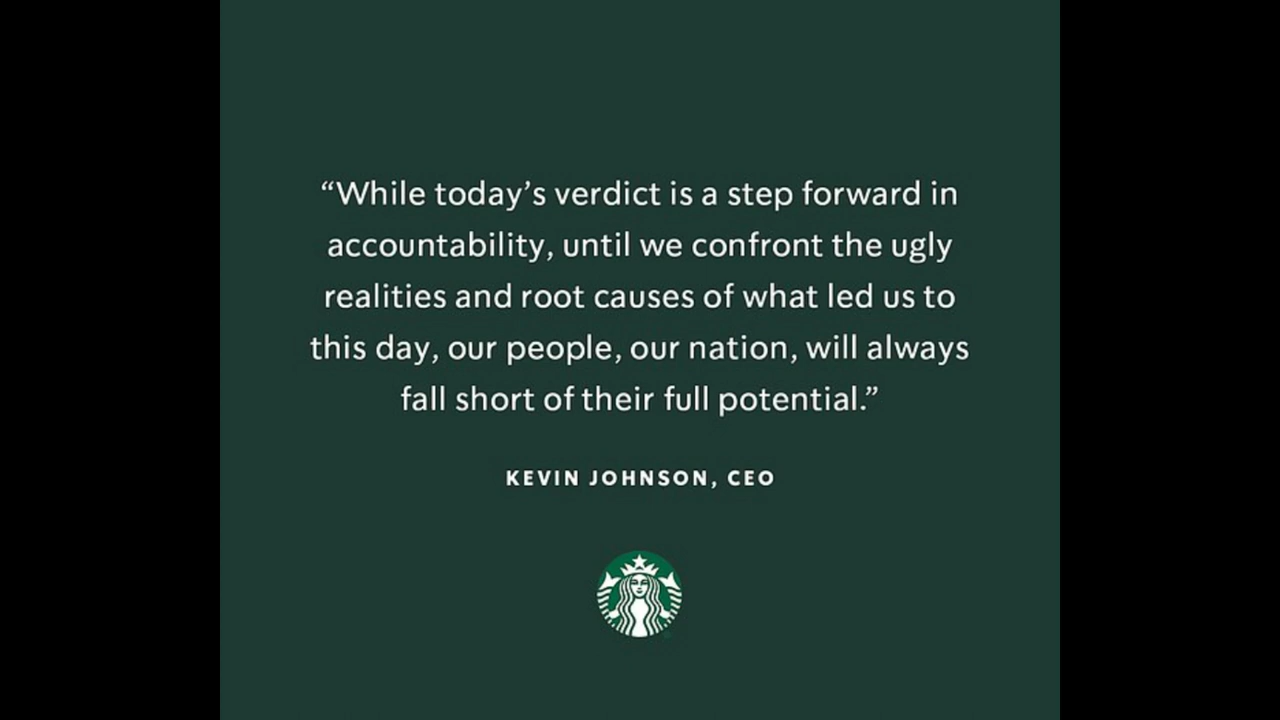 “While today’s verdict is a step forward in
accountability, until we confront the ugly
realities and root causes of what led us to
this day, our people, our nation, will always
fall short of their full potential.”
KEVIN JOHNSON, CEO